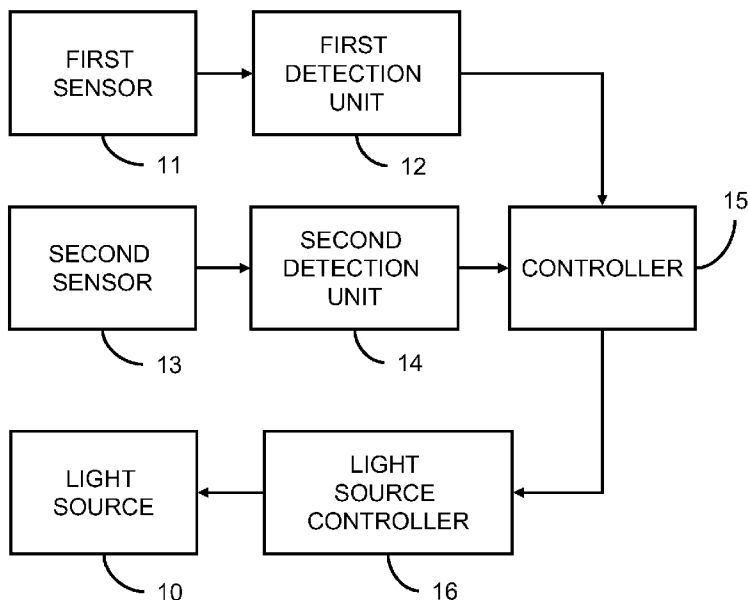 FIRST
SENSOR
11
FIRST
DETECTION
UNIT
12
SECOND
SENSOR
13
SECOND
DETECTION
UNIT
14
CONTROLLER
15
LIGHT
SOURCE
10
LIGHT
SOURCE
CONTROLLER
16